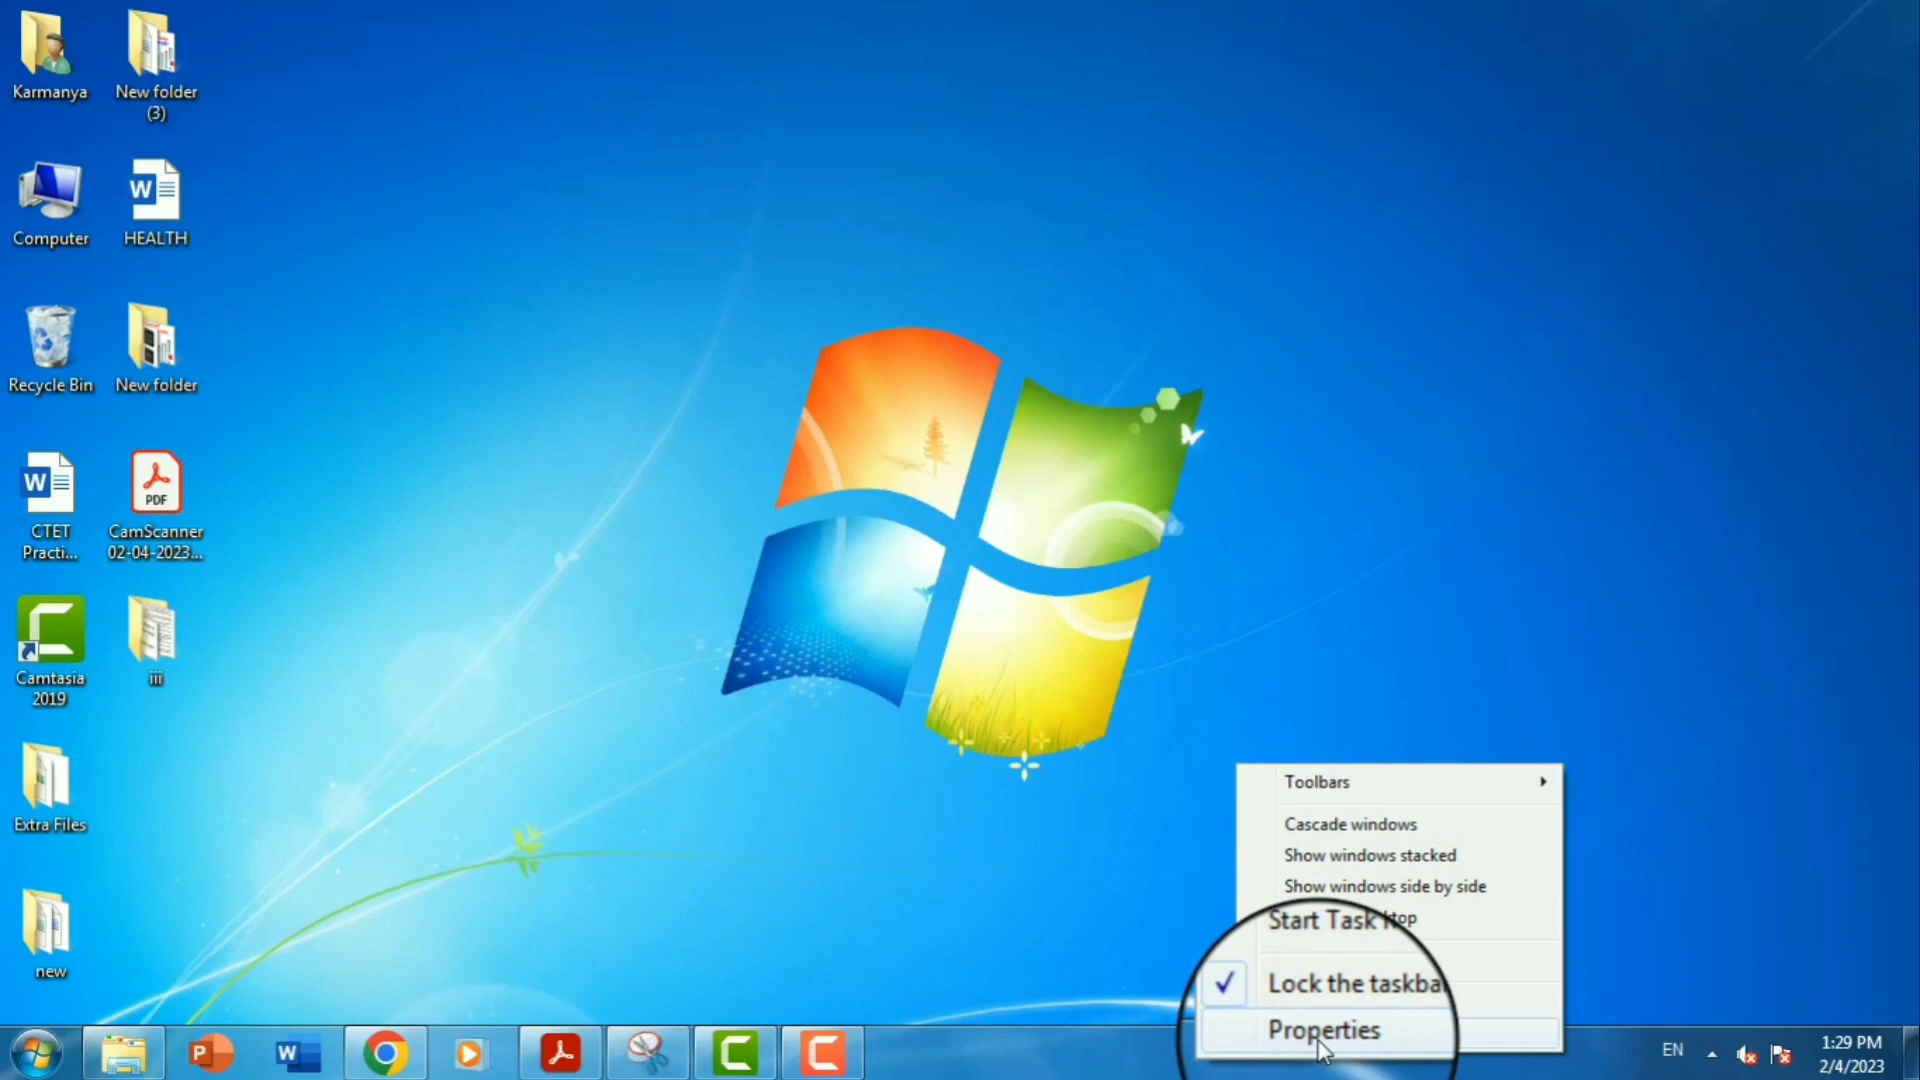 Karmanya
New folder
(3)
Computer
HEALTH
Recycle Bin
New folder
CTET
Practi...
PDF
CamScanner
02-04-2023...
Camtasia
2019
iii
Extra Files
new
Toolbars
Cascade windows
Show windows stacked
Show windows side by side
Start Task
Lock the taskba
Properties
W
W
P
W
EN
1:29 PM
2/4/2023